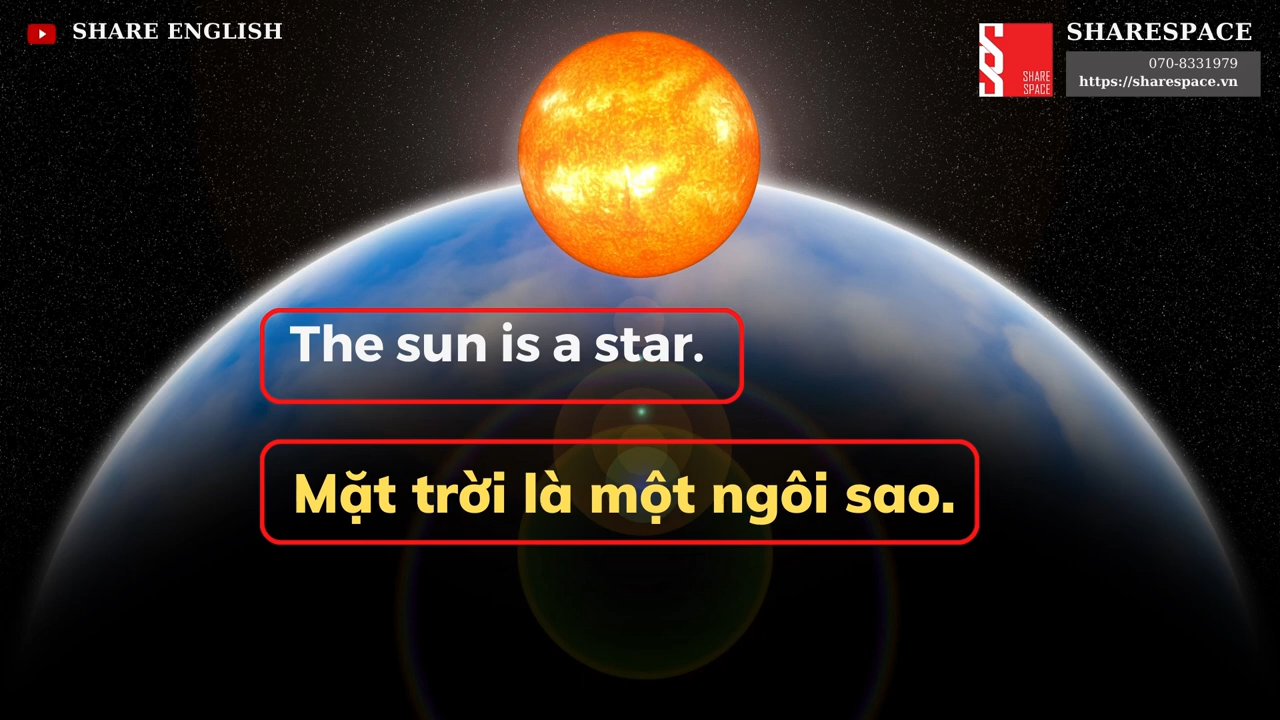 SHARE ENGLISH
SHARESPACE
070-8331979
https://sharespace.vn
SHARE
SPACE
The sun is a star.
Mặt trời là một ngôi sao.